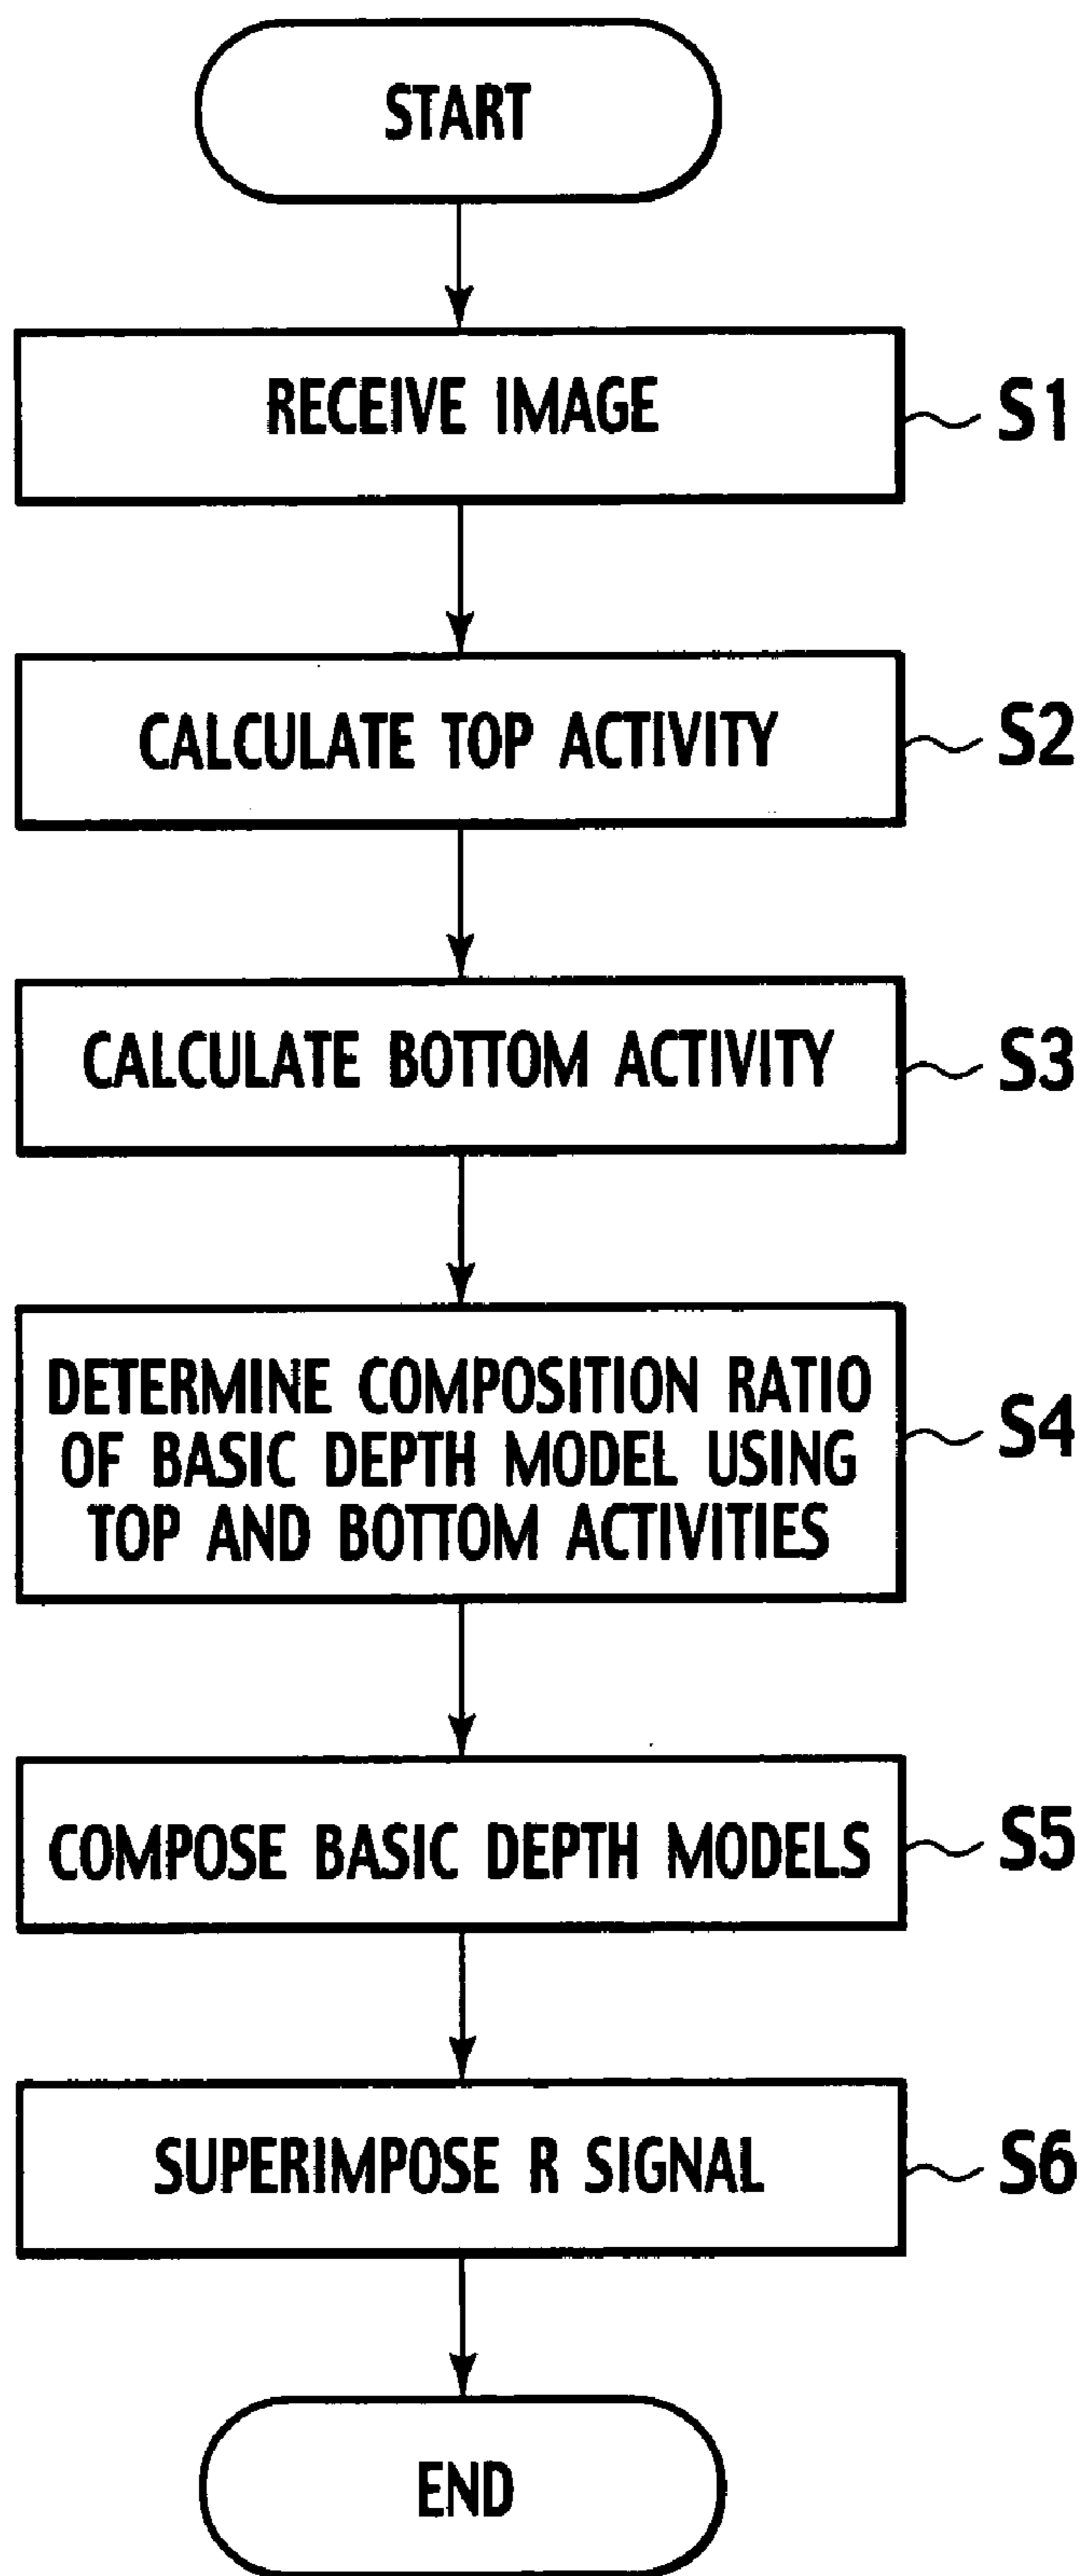 START
RECEIVE IMAGE
S1
CALCULATE TOP ACTIVITY
S2
CALCULATE BOTTOM ACTIVITY
S3
DETERMINE COMPOSITION RATIO
OF BASIC DEPTH MODEL USING
TOP AND BOTTOM ACTIVITIES
S4
COMPOSE BASIC DEPTH MODELS
S5
SUPERIMPOSE R SIGNAL
S6
END